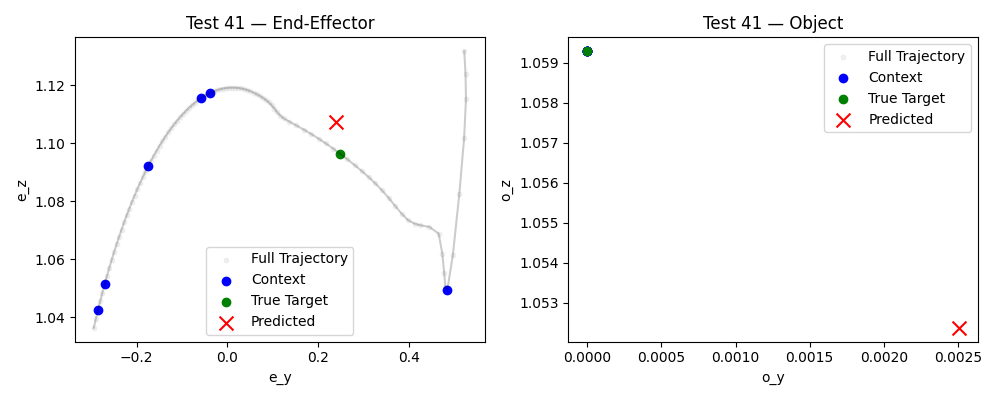 Test 41 — End-Effector
e_z
1.12
1.10
1.08
1.06
1.04
Full Trajectory
Context
True Target
Predicted
−0.2
0.0
0.2
0.4
e_y
Test 41 — Object
o_z
1.059
1.058
1.057
1.056
1.055
1.054
1.053
Full Trajectory
Context
True Target
Predicted
0.0000
0.0005
0.0010
0.0015
0.0020
0.0025
o_y